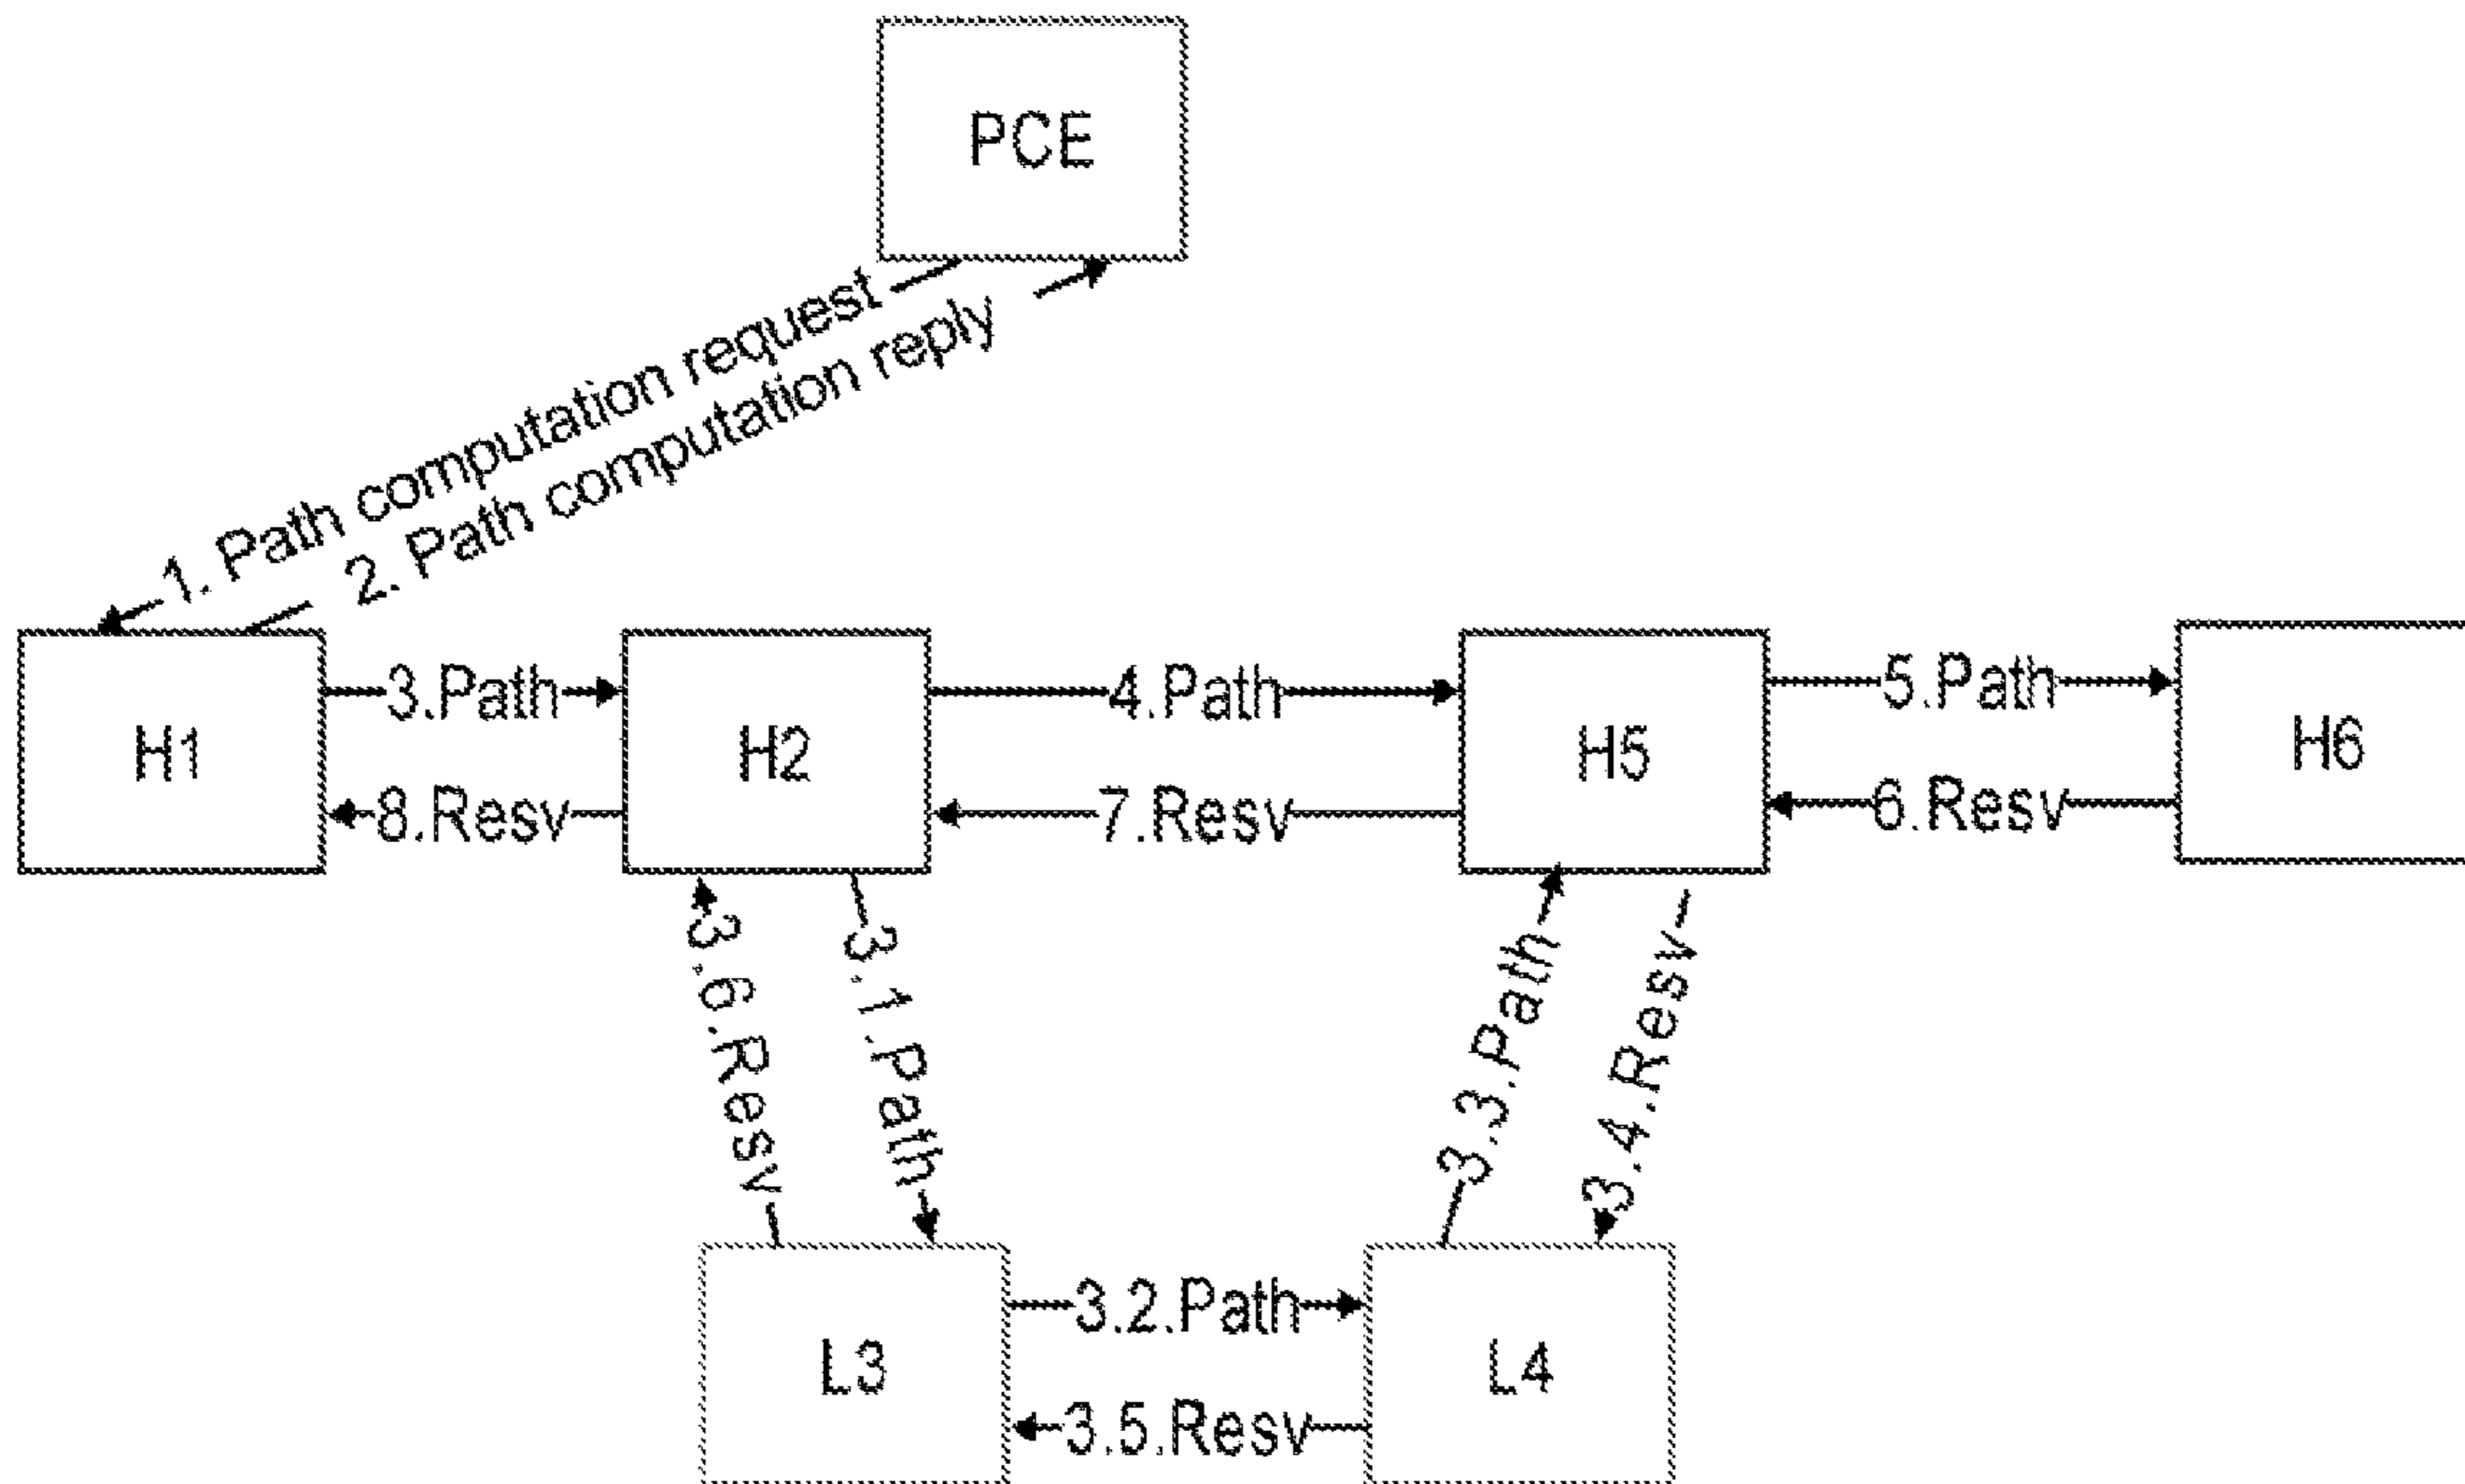 PCE
1. Path computation request
2. Path computation reply
3.Path
4.Path
5.Path
H1
H2
H5
H6
8.Resv
7.Resv
6.Resv
3.6.Resv
3.1.Path
3.3.Path
3.4.Resv
3.2.Path
L3
L4
3.5.Resv